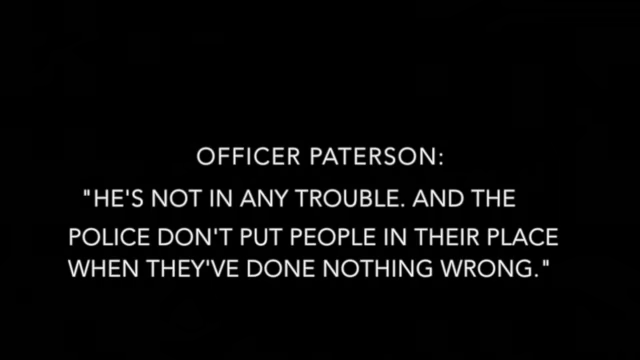 OFFICER PATERSON:
"HE'S NOT IN ANY TROUBLE. AND THE
POLICE DON'T PUT PEOPLE IN THEIR PLACE
WHEN THEY'VE DONE NOTHING WRONG."